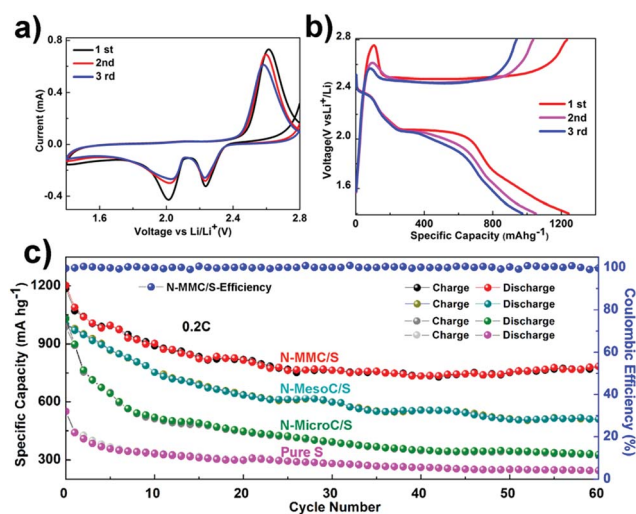 a)
1 st
2nd
3 rd
Current (mA)
0.8
0.4
0.0
-0.4
1.6
2.0
2.4
2.8
Voltage vs Li/Li+(V)
b)
1 st
2nd
3 rd
Voltage(V vsLi+/Li)
2.8
2.4
2.0
1.6
0
400
800
1200
Specific Capacity (mAhg-1)
c)
N-MMC/S-Efficiency
0.2C
Charge
Discharge
Charge
Discharge
Charge
Discharge
Charge
Discharge
N-MMC/S
N-MesoC/S
N-MicroC/S
Pure S
Specific Capacity (mA hg-1)
1200
900
600
300
0
10
20
30
40
50
60
Cycle Number
100
80
60
40
20
0
Coulombic Efficiency (%)